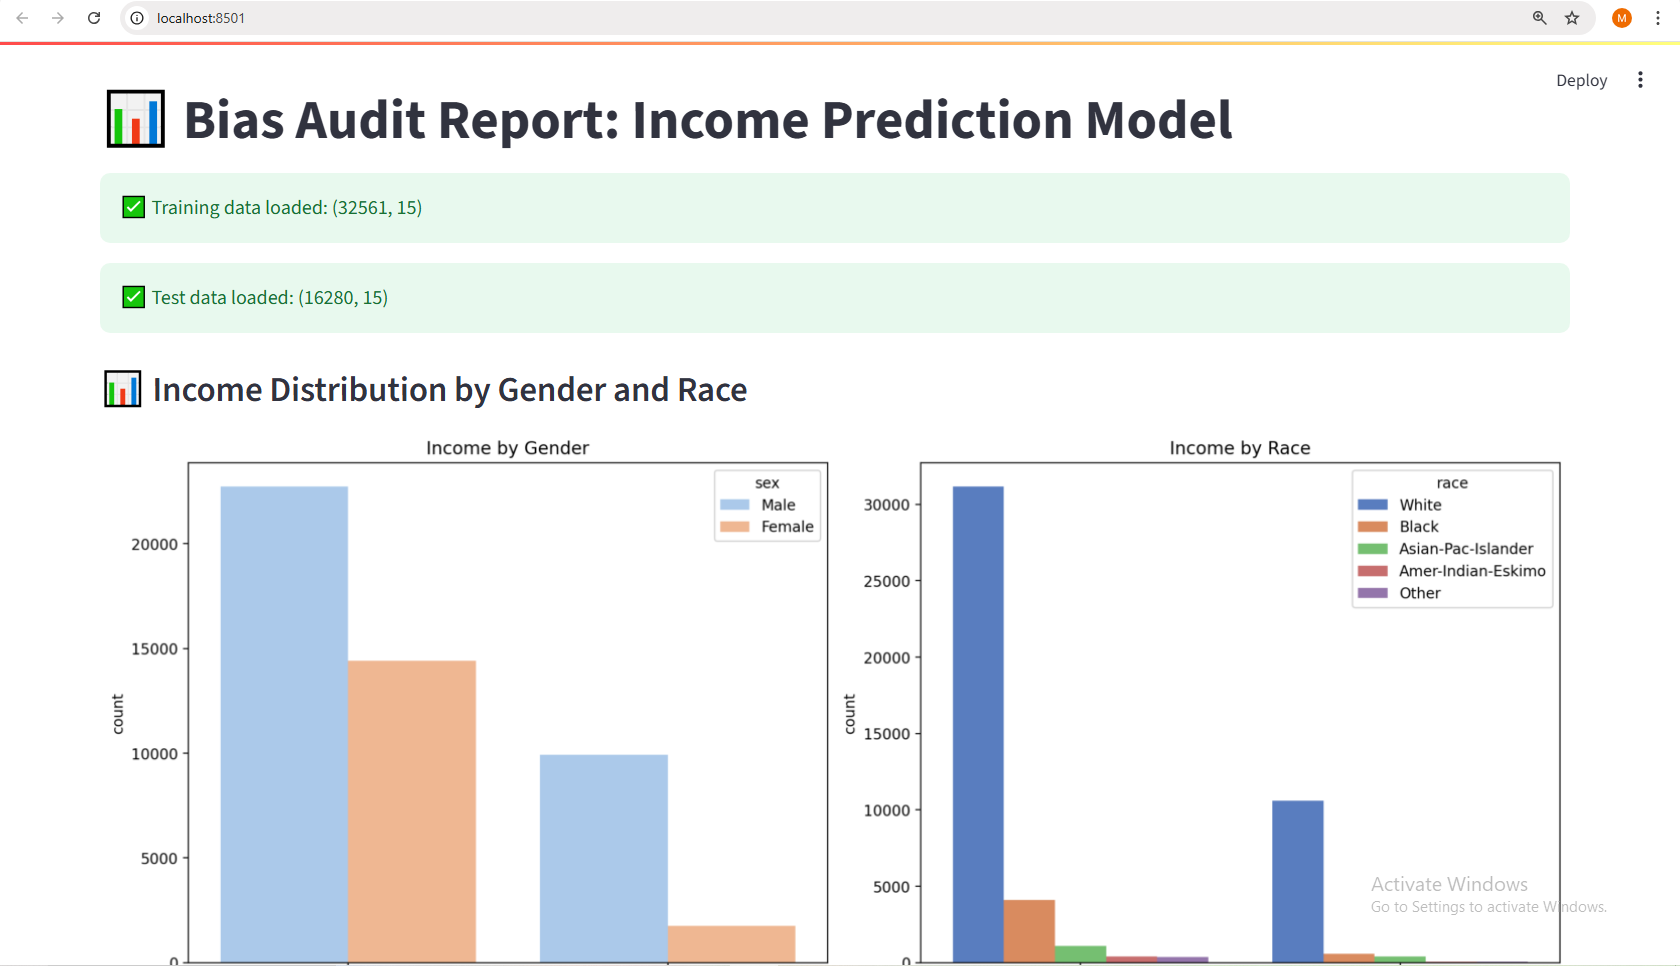 localhost:8501
M
Deploy
Bias Audit Report: Income Prediction Model
Training data loaded: (32561, 15)
Test data loaded: (16280, 15)
Income Distribution by Gender and Race
Income by Gender
sex
Male
Female
20000
15000
10000
5000
0
count
Income by Race
race
White
Black
Asian-Pac-Islander
Amer-Indian-Eskimo
Other
30000
25000
20000
15000
10000
5000
0
count
Activate Windows
Go to Settings to activate Windows.